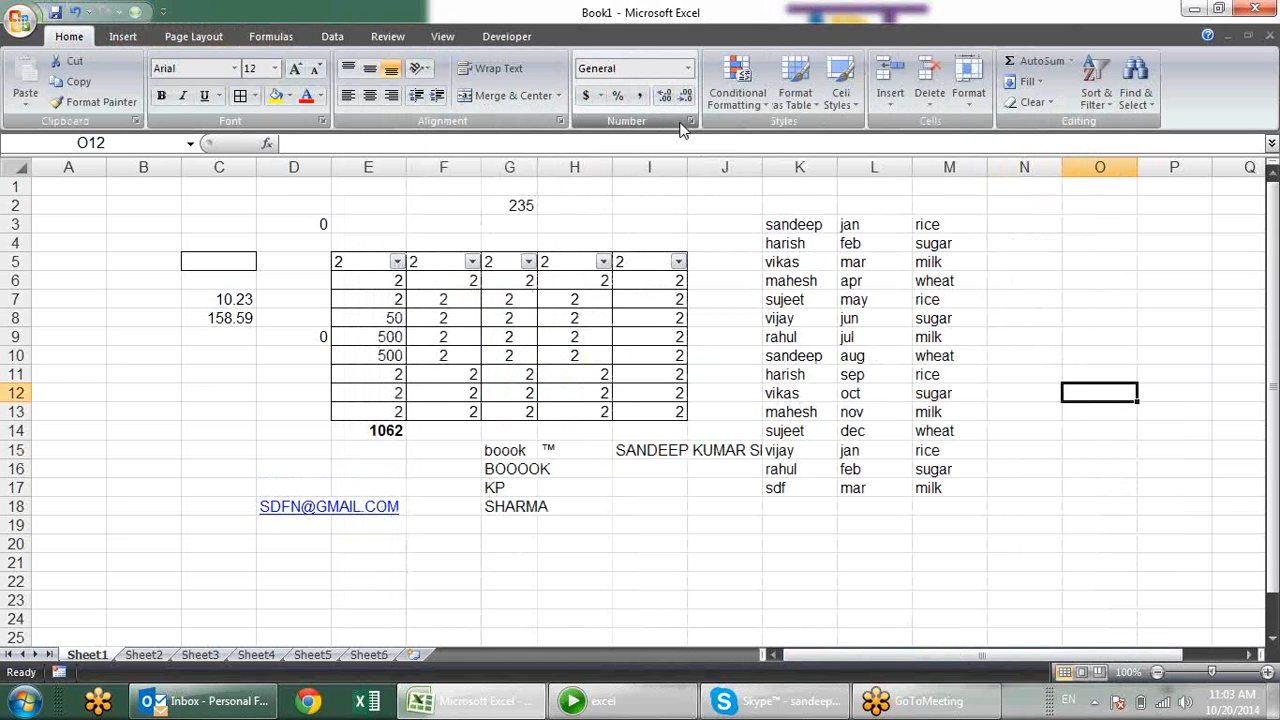 Book1 - Microsoft Excel
Home Insert Page Layout Formulas Data Review View Developer
Paste Cut Copy Format Painter Clipboard
Arial 12 A A B I U A Font
Wrap Text Merge & Center Alignment
General $ % , Number
Conditional Formatting Format as Table Cell Styles Styles
Insert Delete Format Cells
Σ AutoSum Fill Clear Sort & Filter Find & Select Editing
O12 fx
A B C D E F G H I J K L M N O P Q
1
2 235
3 0 sandeep jan rice
4 harish feb sugar
5 2 2 2 2 2 vikas mar milk
6 2 2 2 2 2 mahesh apr wheat
7 10.23 2 2 2 2 2 sujeet may rice
8 158.59 50 2 2 2 2 vijay jun sugar
9 0 500 2 2 2 2 rahul jul milk
10 500 2 2 2 2 sandeep aug wheat
11 2 2 2 2 2 harish sep rice
12 2 2 2 2 2 vikas oct sugar
13 2 2 2 2 2 mahesh nov milk
14 1062 sujeet dec wheat
15 boook ™ SANDEEP KUMAR S vijay jan rice
16 BOOOOK rahul feb sugar
17 KP sdf mar milk
18 SDFN@GMAIL.COM SHARMA
19
20
21
22
23
24
25
Sheet1 Sheet2 Sheet3 Sheet4 Sheet5 Sheet6
Ready 100%
Inbox - Personal F... Microsoft Excel ... excel Skype™ - sandeep... GoToMeeting EN 11:03 AM
10/20/2014